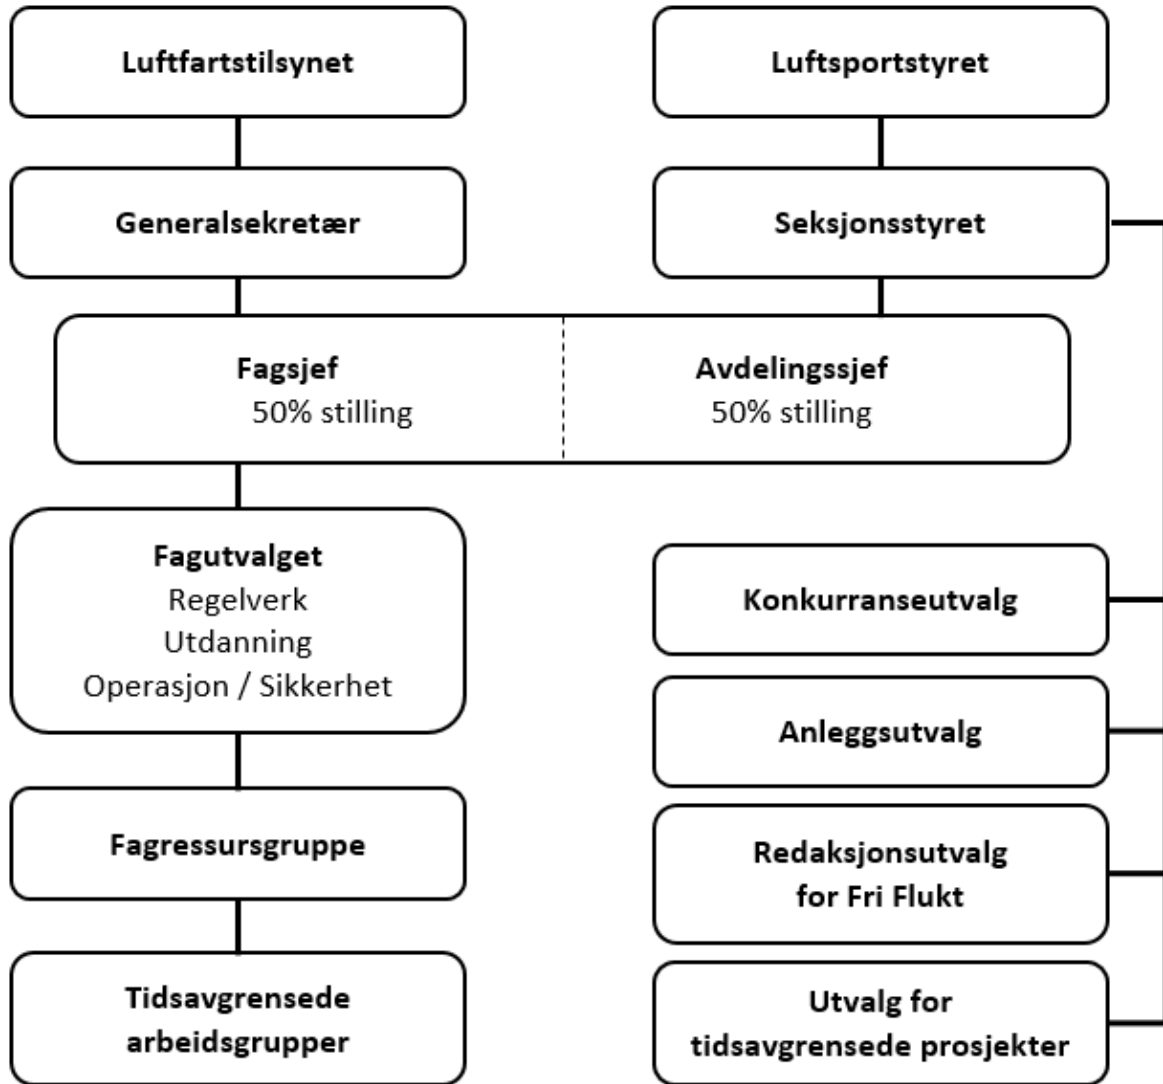 Luftfartstilsynet
Luftsportstyret
Generalsekretær
Seksjonsstyret
Fagsjef
50% stilling
Avdelingssjef
50% stilling
Fagutvalget
Regelverk
Utdanning
Operasjon / Sikkerhet
Konkurranseutvalg
Anleggsutvalg
Fagressursgruppe
Redaksjonsutvalg
for Fri Flukt
Tidsavgrensede
arbeidsgrupper
Utvalg for
tidsavgrensede prosjekter